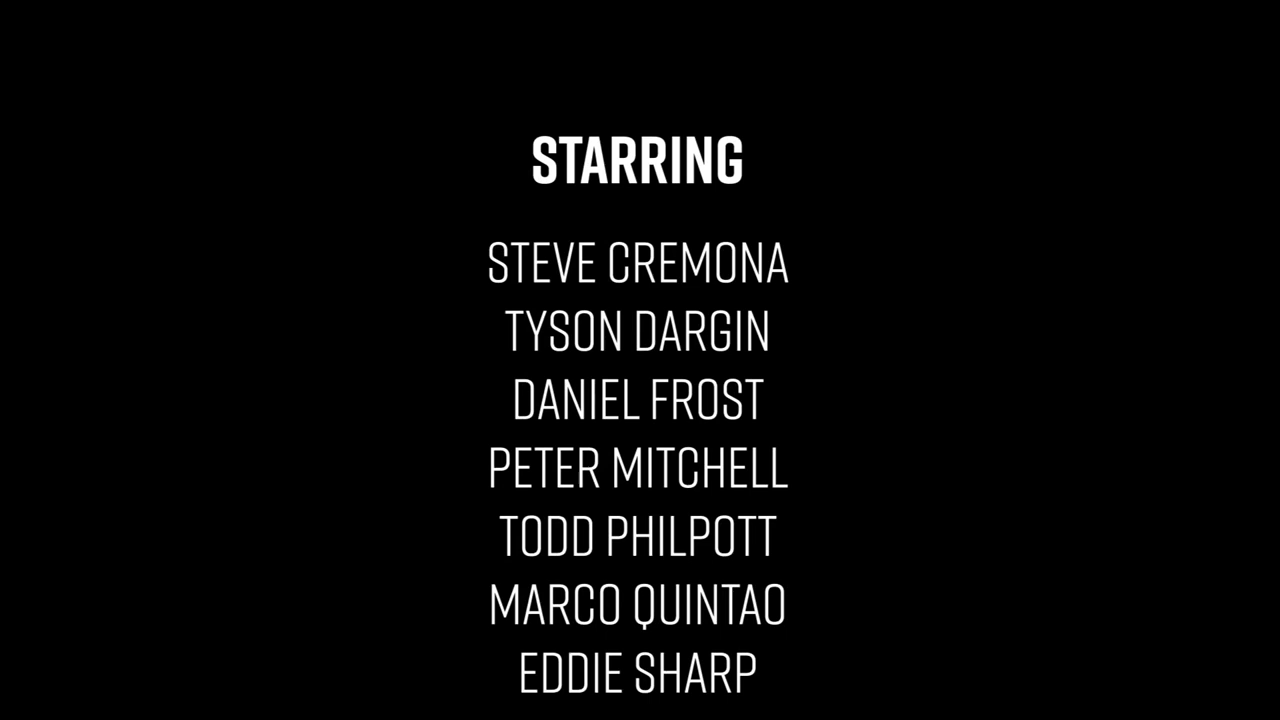 STARRING
STEVE CREMONA
TYSON DARGIN
DANIEL FROST
PETER MITCHELL
TODD PHILPOTT
MARCO QUINTAO
EDDIE SHARP